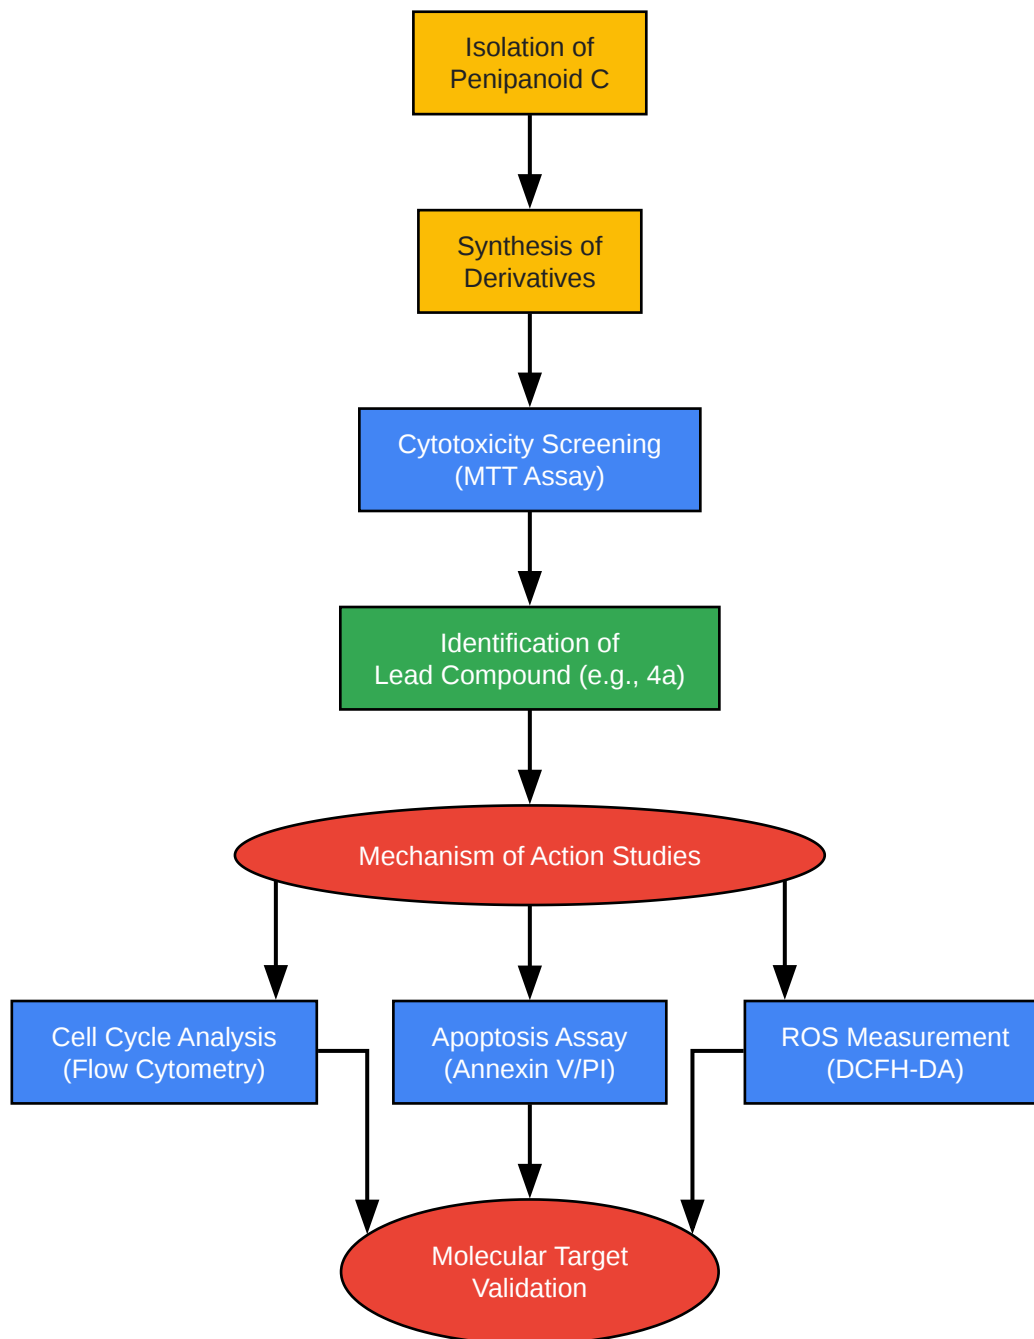 Isolation of
Penipanoid C
Synthesis of
Derivatives
Cytotoxicity Screening
(MTT Assay)
Identification of
Lead Compound (e.g., 4a)
Mechanism of Action Studies
Cell Cycle Analysis
(Flow Cytometry)
Apoptosis Assay
(Annexin V/PI)
ROS Measurement
(DCFH-DA)
Molecular Target
Validation